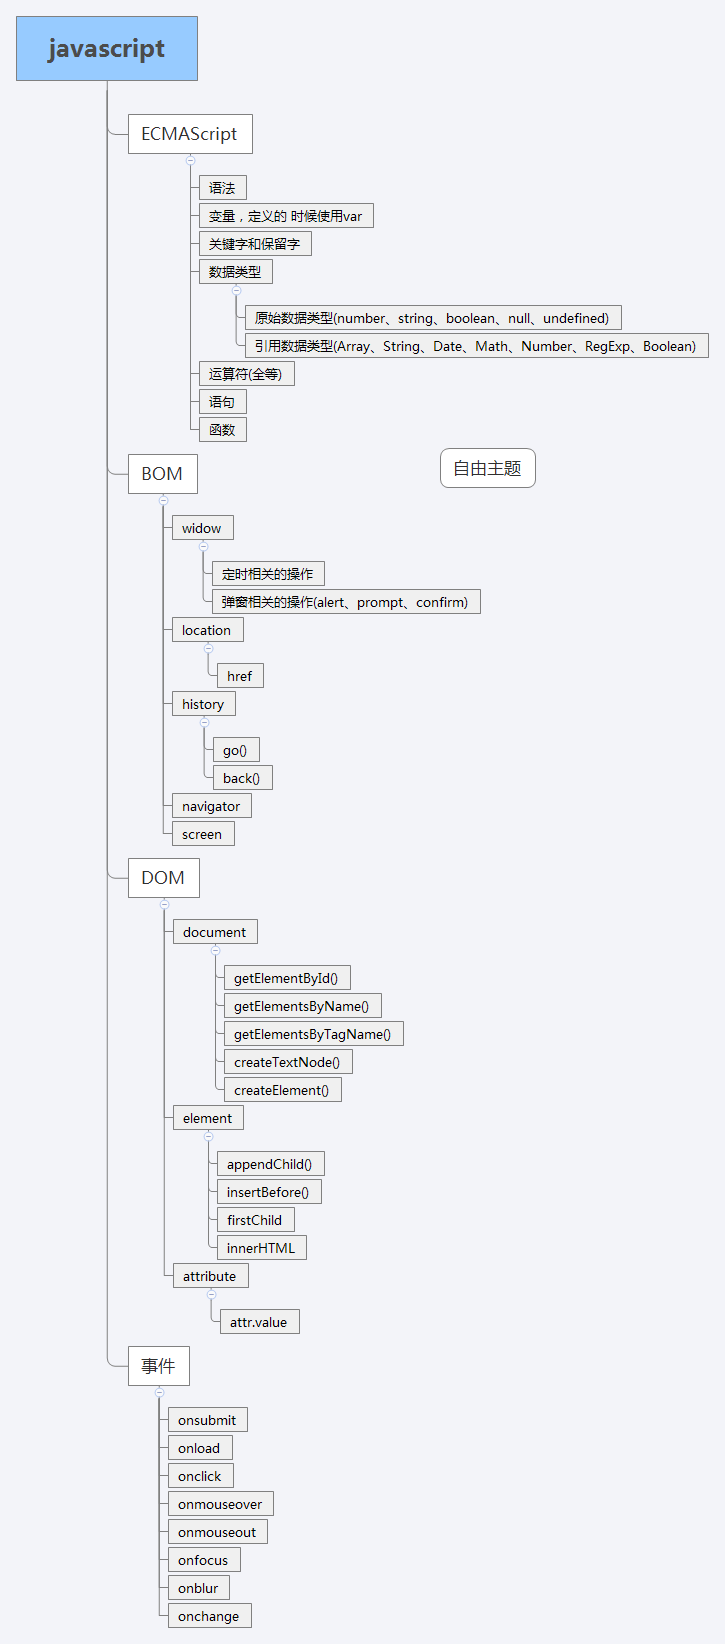 javascript
ECMAScript
语法
变量，定义的 时候使用var
关键字和保留字
数据类型
原始数据类型(number、string、boolean、null、undefined)
引用数据类型(Array、String、Date、Math、Number、RegExp、Boolean)
运算符(全等)
语句
函数
自由主题
BOM
widow
定时相关的操作
弹窗相关的操作(alert、prompt、confirm)
location
href
history
go()
back()
navigator
screen
DOM
document
getElementById()
getElementsByName()
getElementsByTagName()
createTextNode()
createElement()
element
appendChild()
insertBefore()
firstChild
innerHTML
attribute
attr.value
事件
onsubmit
onload
onclick
onmouseover
onmouseout
onfocus
onblur
onchange